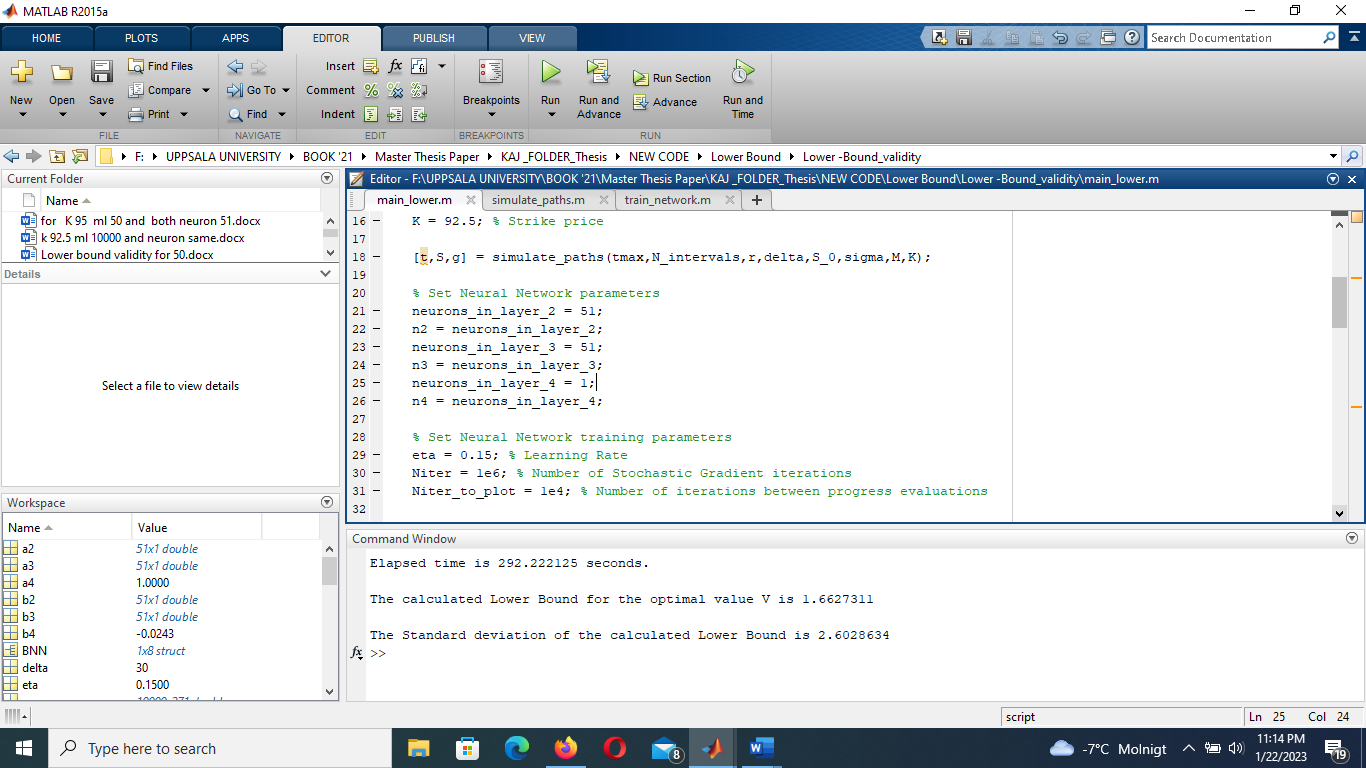 MATLAB R2015a
HOME PLOTS APPS EDITOR PUBLISH VIEW
Search Documentation
New Open Save Find Files Compare Print
Go To Find
Insert fx
Comment
Indent
Breakpoints
Run Run and Advance Run Section Advance Run and Time
FILE NAVIGATE EDIT BREAKPOINTS RUN
F: UPPSALA UNIVERSITY BOOK '21 Master Thesis Paper KAJ _FOLDER_Thesis NEW CODE Lower Bound Lower -Bound_validity
Current Folder
Name
for K 95 ml 50 and both neuron 51.docx
k 92.5 ml 10000 and neuron same.docx
Lower bound validity for 50.docx
Details
Select a file to view details
Workspace
Name Value
a2 51x1 double
a3 51x1 double
a4 1.0000
b2 51x1 double
b3 51x1 double
b4 -0.0243
BNN 1x8 struct
delta 30
eta 0.1500
Editor - F:\UPPSALA UNIVERSITY\BOOK '21\Master Thesis Paper\KAJ _FOLDER_Thesis\NEW CODE\Lower Bound\Lower -Bound_validity\main_lower.m
main_lower.m simulate_paths.m train_network.m
16 K = 92.5; % Strike price
17
18 [t,S,g] = simulate_paths(tmax,N_intervals,r,delta,S_0,sigma,M,K);
19
20 % Set Neural Network parameters
21 neurons_in_layer_2 = 51;
22 n2 = neurons_in_layer_2;
23 neurons_in_layer_3 = 51;
24 n3 = neurons_in_layer_3;
25 neurons_in_layer_4 = 1;
26 n4 = neurons_in_layer_4;
27
28 % Set Neural Network training parameters
29 eta = 0.15; % Learning Rate
30 Niter = 1e6; % Number of Stochastic Gradient iterations
31 Niter_to_plot = 1e4; % Number of iterations between progress evaluations
32
Command Window
Elapsed time is 292.222125 seconds.
The calculated Lower Bound for the optimal value V is 1.6627311
The Standard deviation of the calculated Lower Bound is 2.6028634
fx >>
script Ln 25 Col 24
Type here to search
8
-7°C Molnigt
11:14 PM
1/22/2023
19